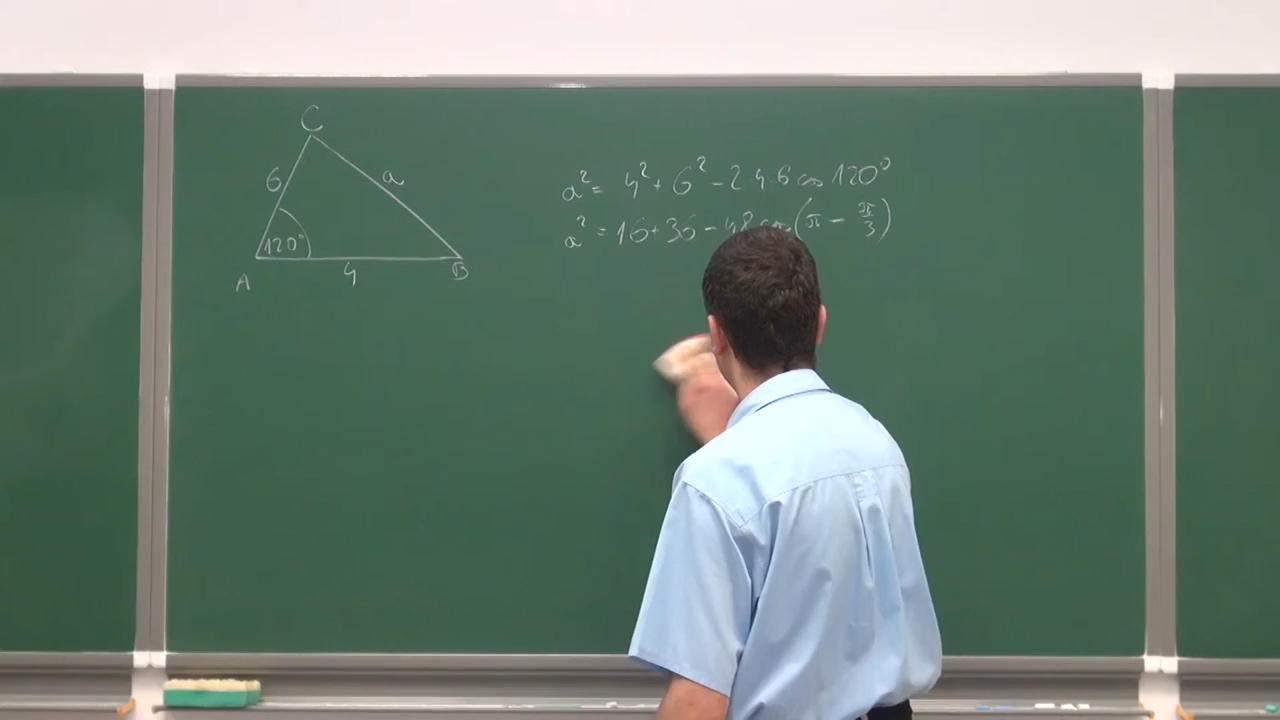 C
6
a
120°
A
4
B
a² = 4² + 6² - 2 4·6 cos 120°
a² = 16 + 36 - 48 cos(π - π/3)